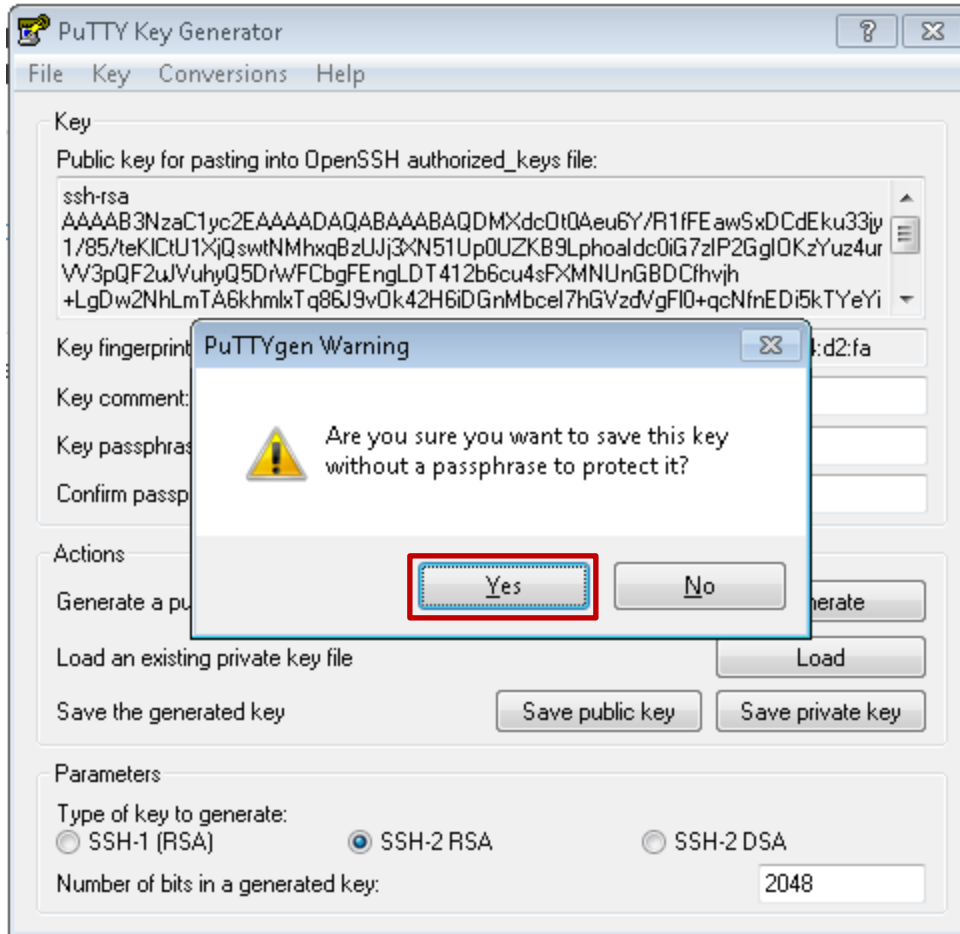 PuTTY Key Generator
File Key Conversions Help
Key
Public key for pasting into OpenSSH authorized_keys file:
ssh-rsa
AAAAB3NzaC1yc2EAAAADAQABAAABAQDMXdcOt0Aeu6Y/R1fFEawSxDCdEku33jy
1/85/teKlCtU1XjQswtNMhxqBzUJj3XN51Up0UZKB9Lphoaldc0iG7zIP2GgIOKzYuz4ur
VV3pQF2uJVuhyQ5DrWFCbgFEngLDT412b6cu4sFXMNUnGBDCfhvjh
+LgDw2NhLmTA6khmlxTq86J9vOk42H6iDGnMbcel7hGVzdVgFl0+qcNfnEDi5kTYeYi
Key fingerprint
:d2:fa
PuTTYgen Warning
Key comment:
Are you sure you want to save this key
without a passphrase to protect it?
Key passphras
Confirm passp
Yes No
Actions
Generate a pu
nerate
Load an existing private key file
Load
Save the generated key
Save public key Save private key
Parameters
Type of key to generate:
SSH-1 (RSA) SSH-2 RSA SSH-2 DSA
Number of bits in a generated key:
2048